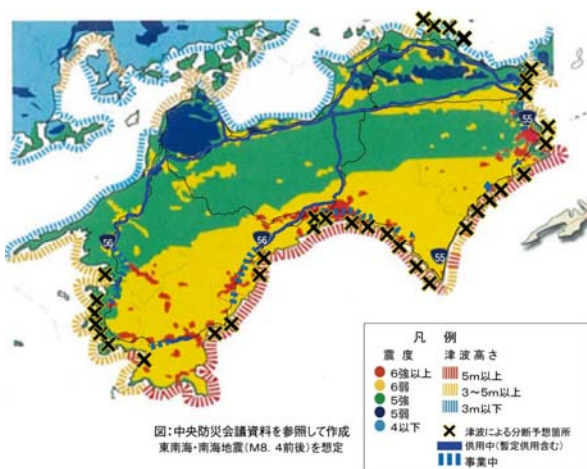 55
56
56
55
図:中央防災会議資料を参照して作成
東南海・南海地震(M8. 4前後)を想定
凡 例
震 度 津波高さ
6強以上 5m以上
6弱 3~5m以上
5強 3m以下
5弱
4以下
津波による分断予想箇所
供用中(暫定供用含む)
事業中